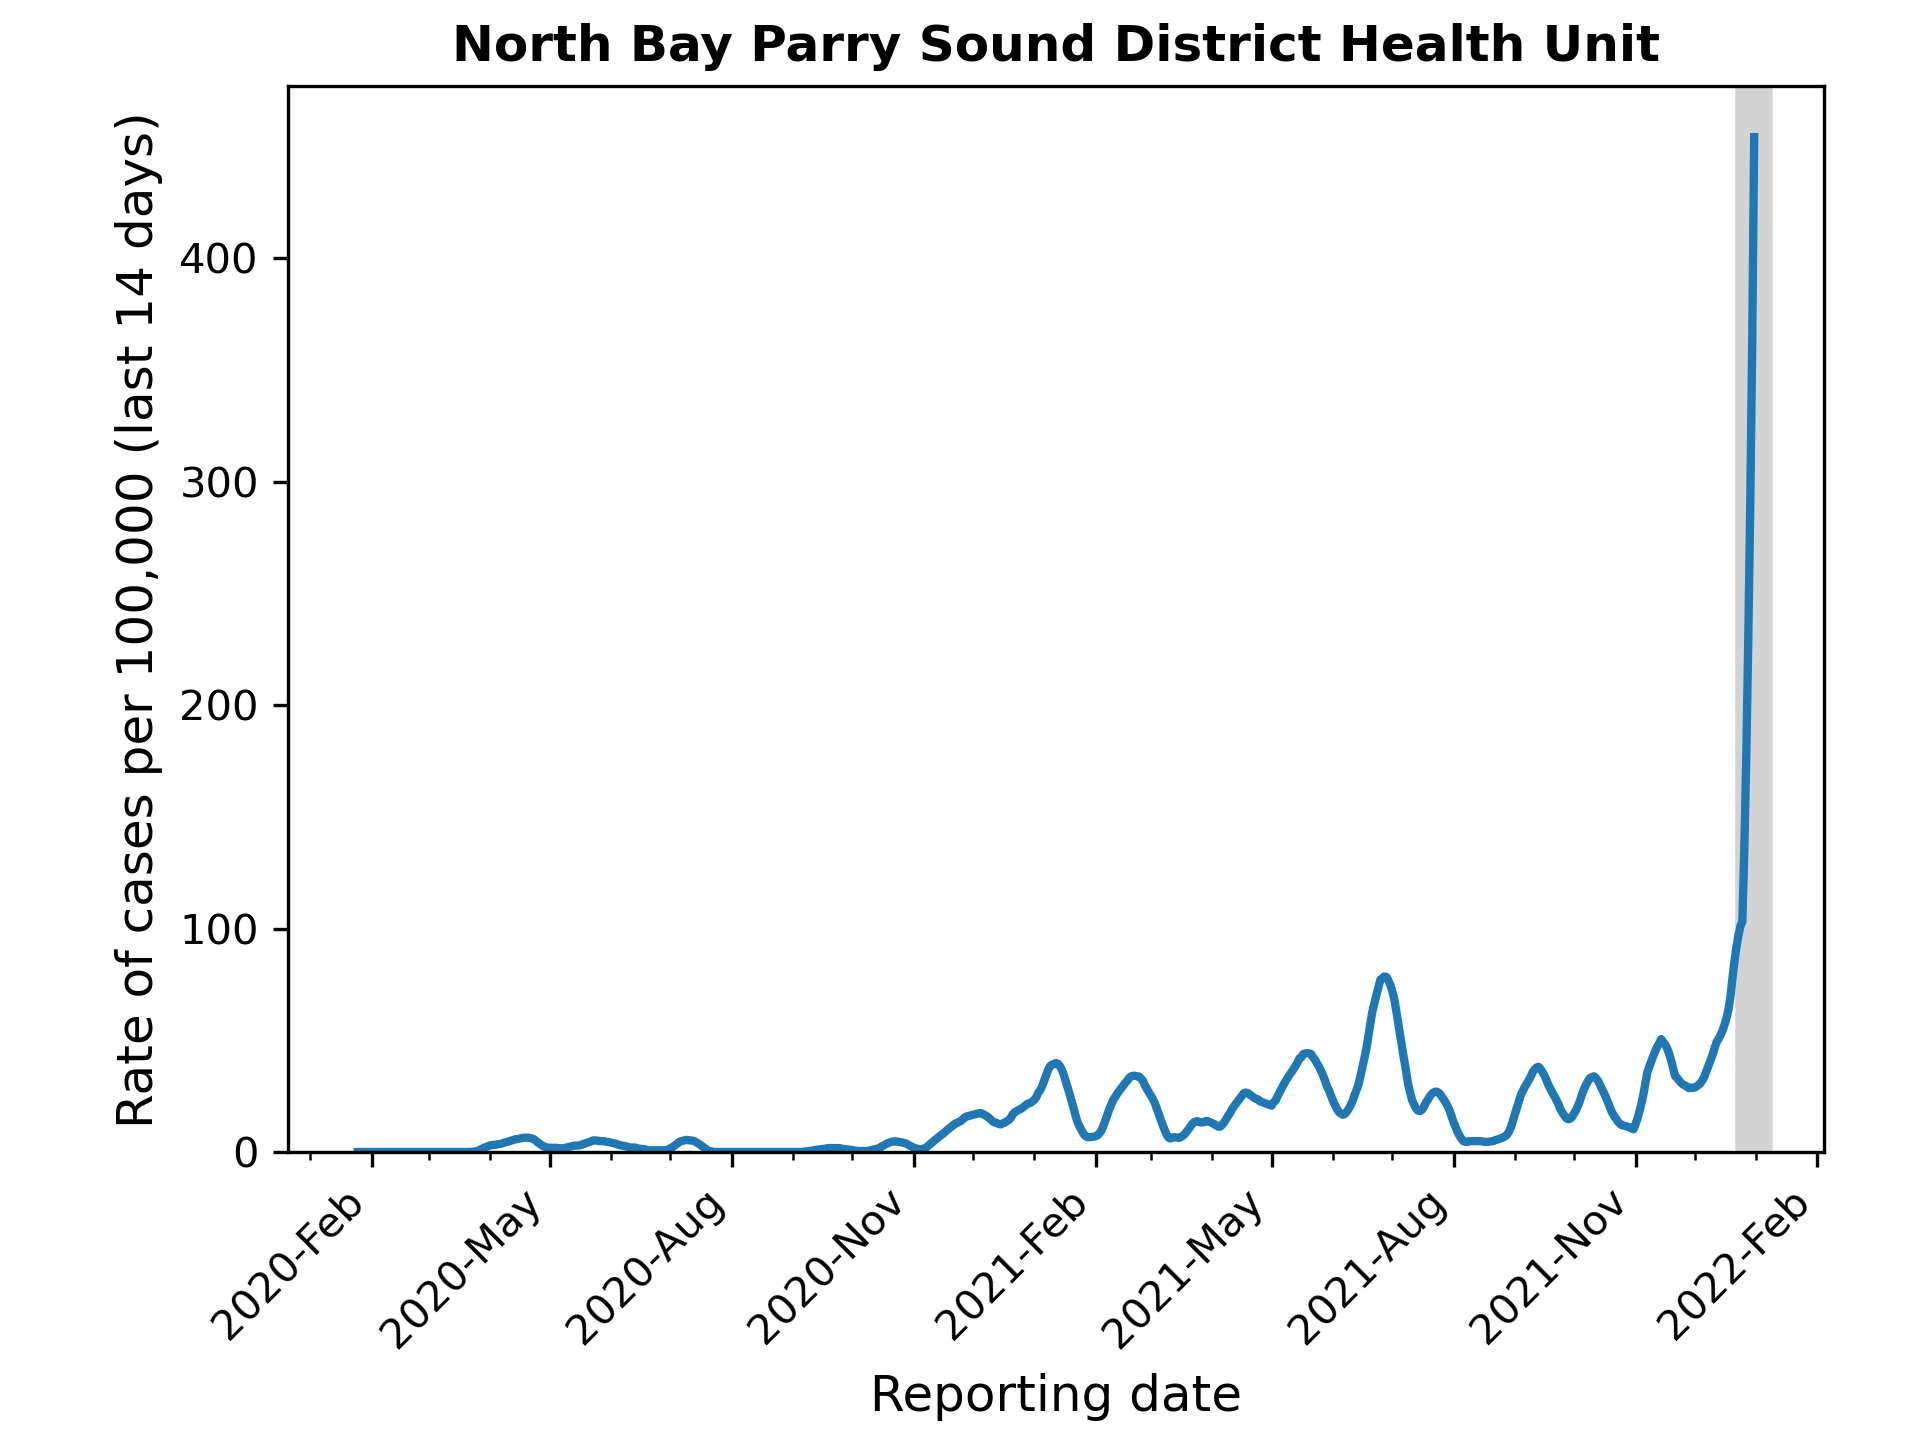 North Bay Parry Sound District Health Unit
Rate of cases per 100,000 (last 14 days)
400
300
200
100
0
2020-Feb
2020-May
2020-Aug
2020-Nov
2021-Feb
2021-May
2021-Aug
2021-Nov
2022-Feb
Reporting date